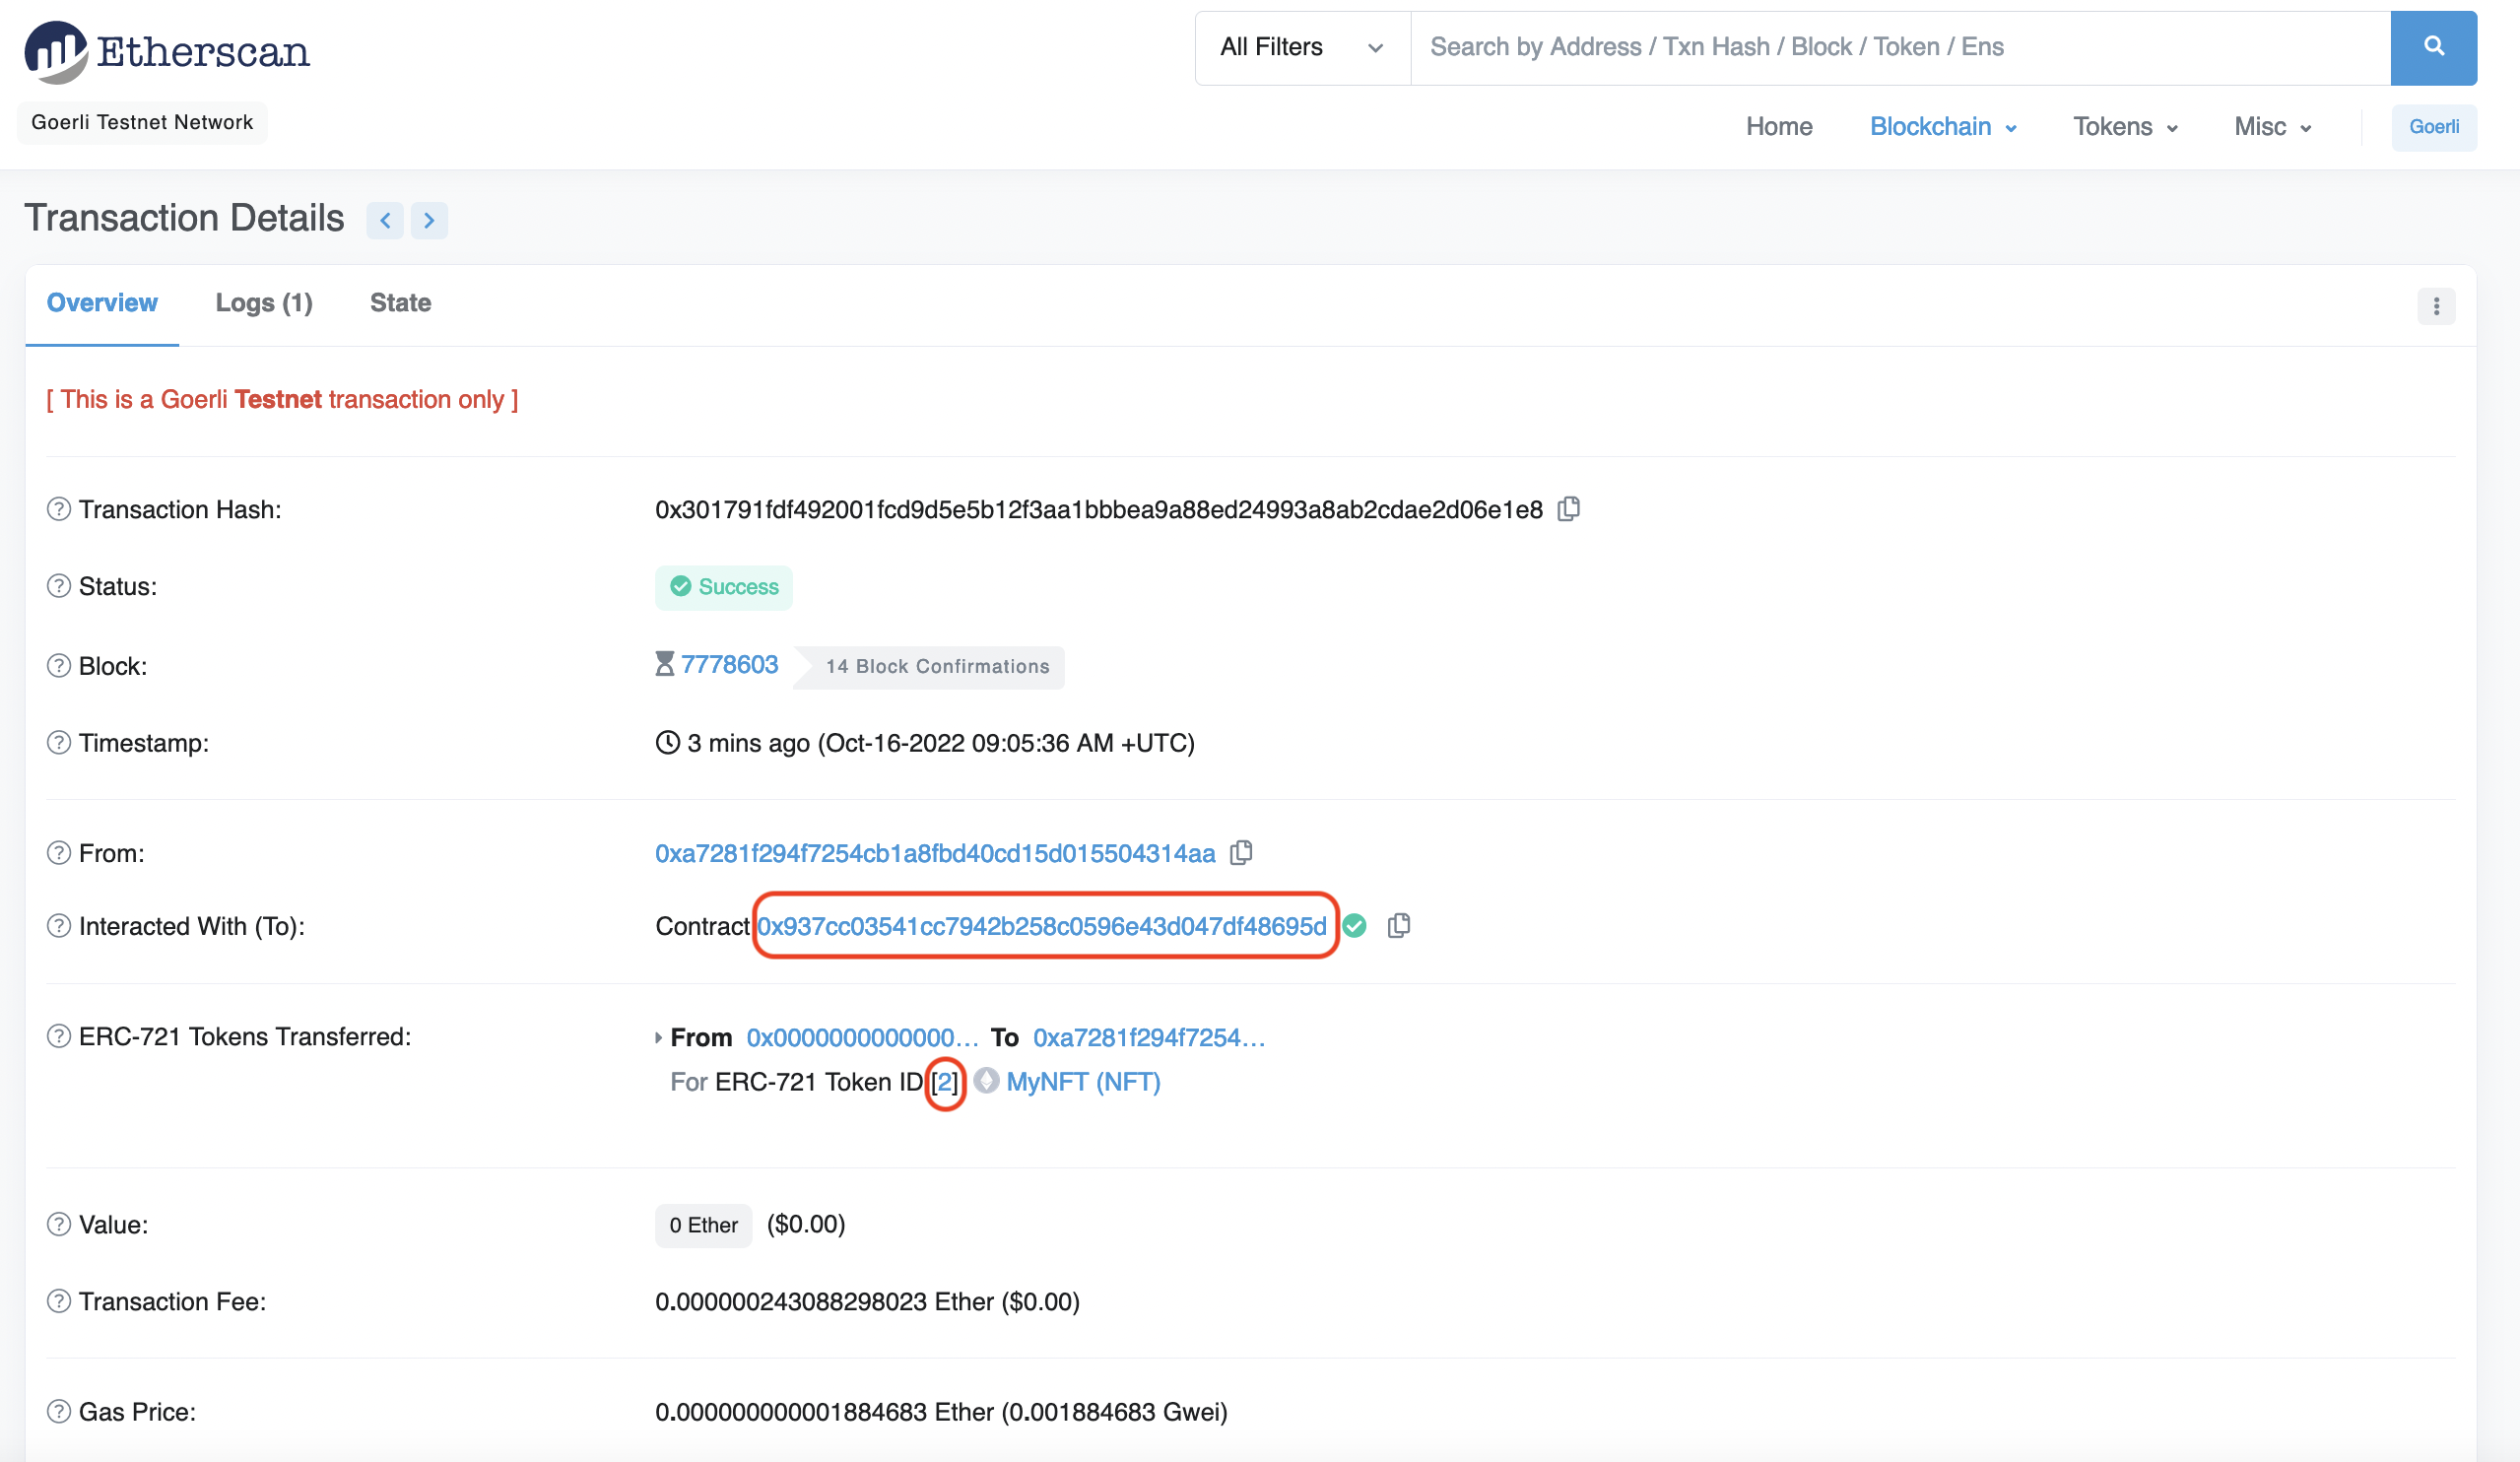 Etherscan
All Filters
Search by Address / Txn Hash / Block / Token / Ens
Goerli Testnet Network
Home Blockchain Tokens Misc Goerli
Transaction Details
Overview Logs (1) State
[ This is a Goerli Testnet transaction only ]
Transaction Hash: 0x301791fdf492001fcd9d5e5b12f3aa1bbbea9a88ed24993a8ab2cdae2d06e1e8
Status: Success
Block: 7778603 14 Block Confirmations
Timestamp: 3 mins ago (Oct-16-2022 09:05:36 AM +UTC)
From: 0xa7281f294f7254cb1a8fbd40cd15d015504314aa
Interacted With (To): Contract 0x937cc03541cc7942b258c0596e43d047df48695d
ERC-721 Tokens Transferred: From 0x0000000000000... To 0xa7281f294f7254...
For ERC-721 Token ID [2] MyNFT (NFT)
Value: 0 Ether ($0.00)
Transaction Fee: 0.000000243088298023 Ether ($0.00)
Gas Price: 0.000000000001884683 Ether (0.001884683 Gwei)